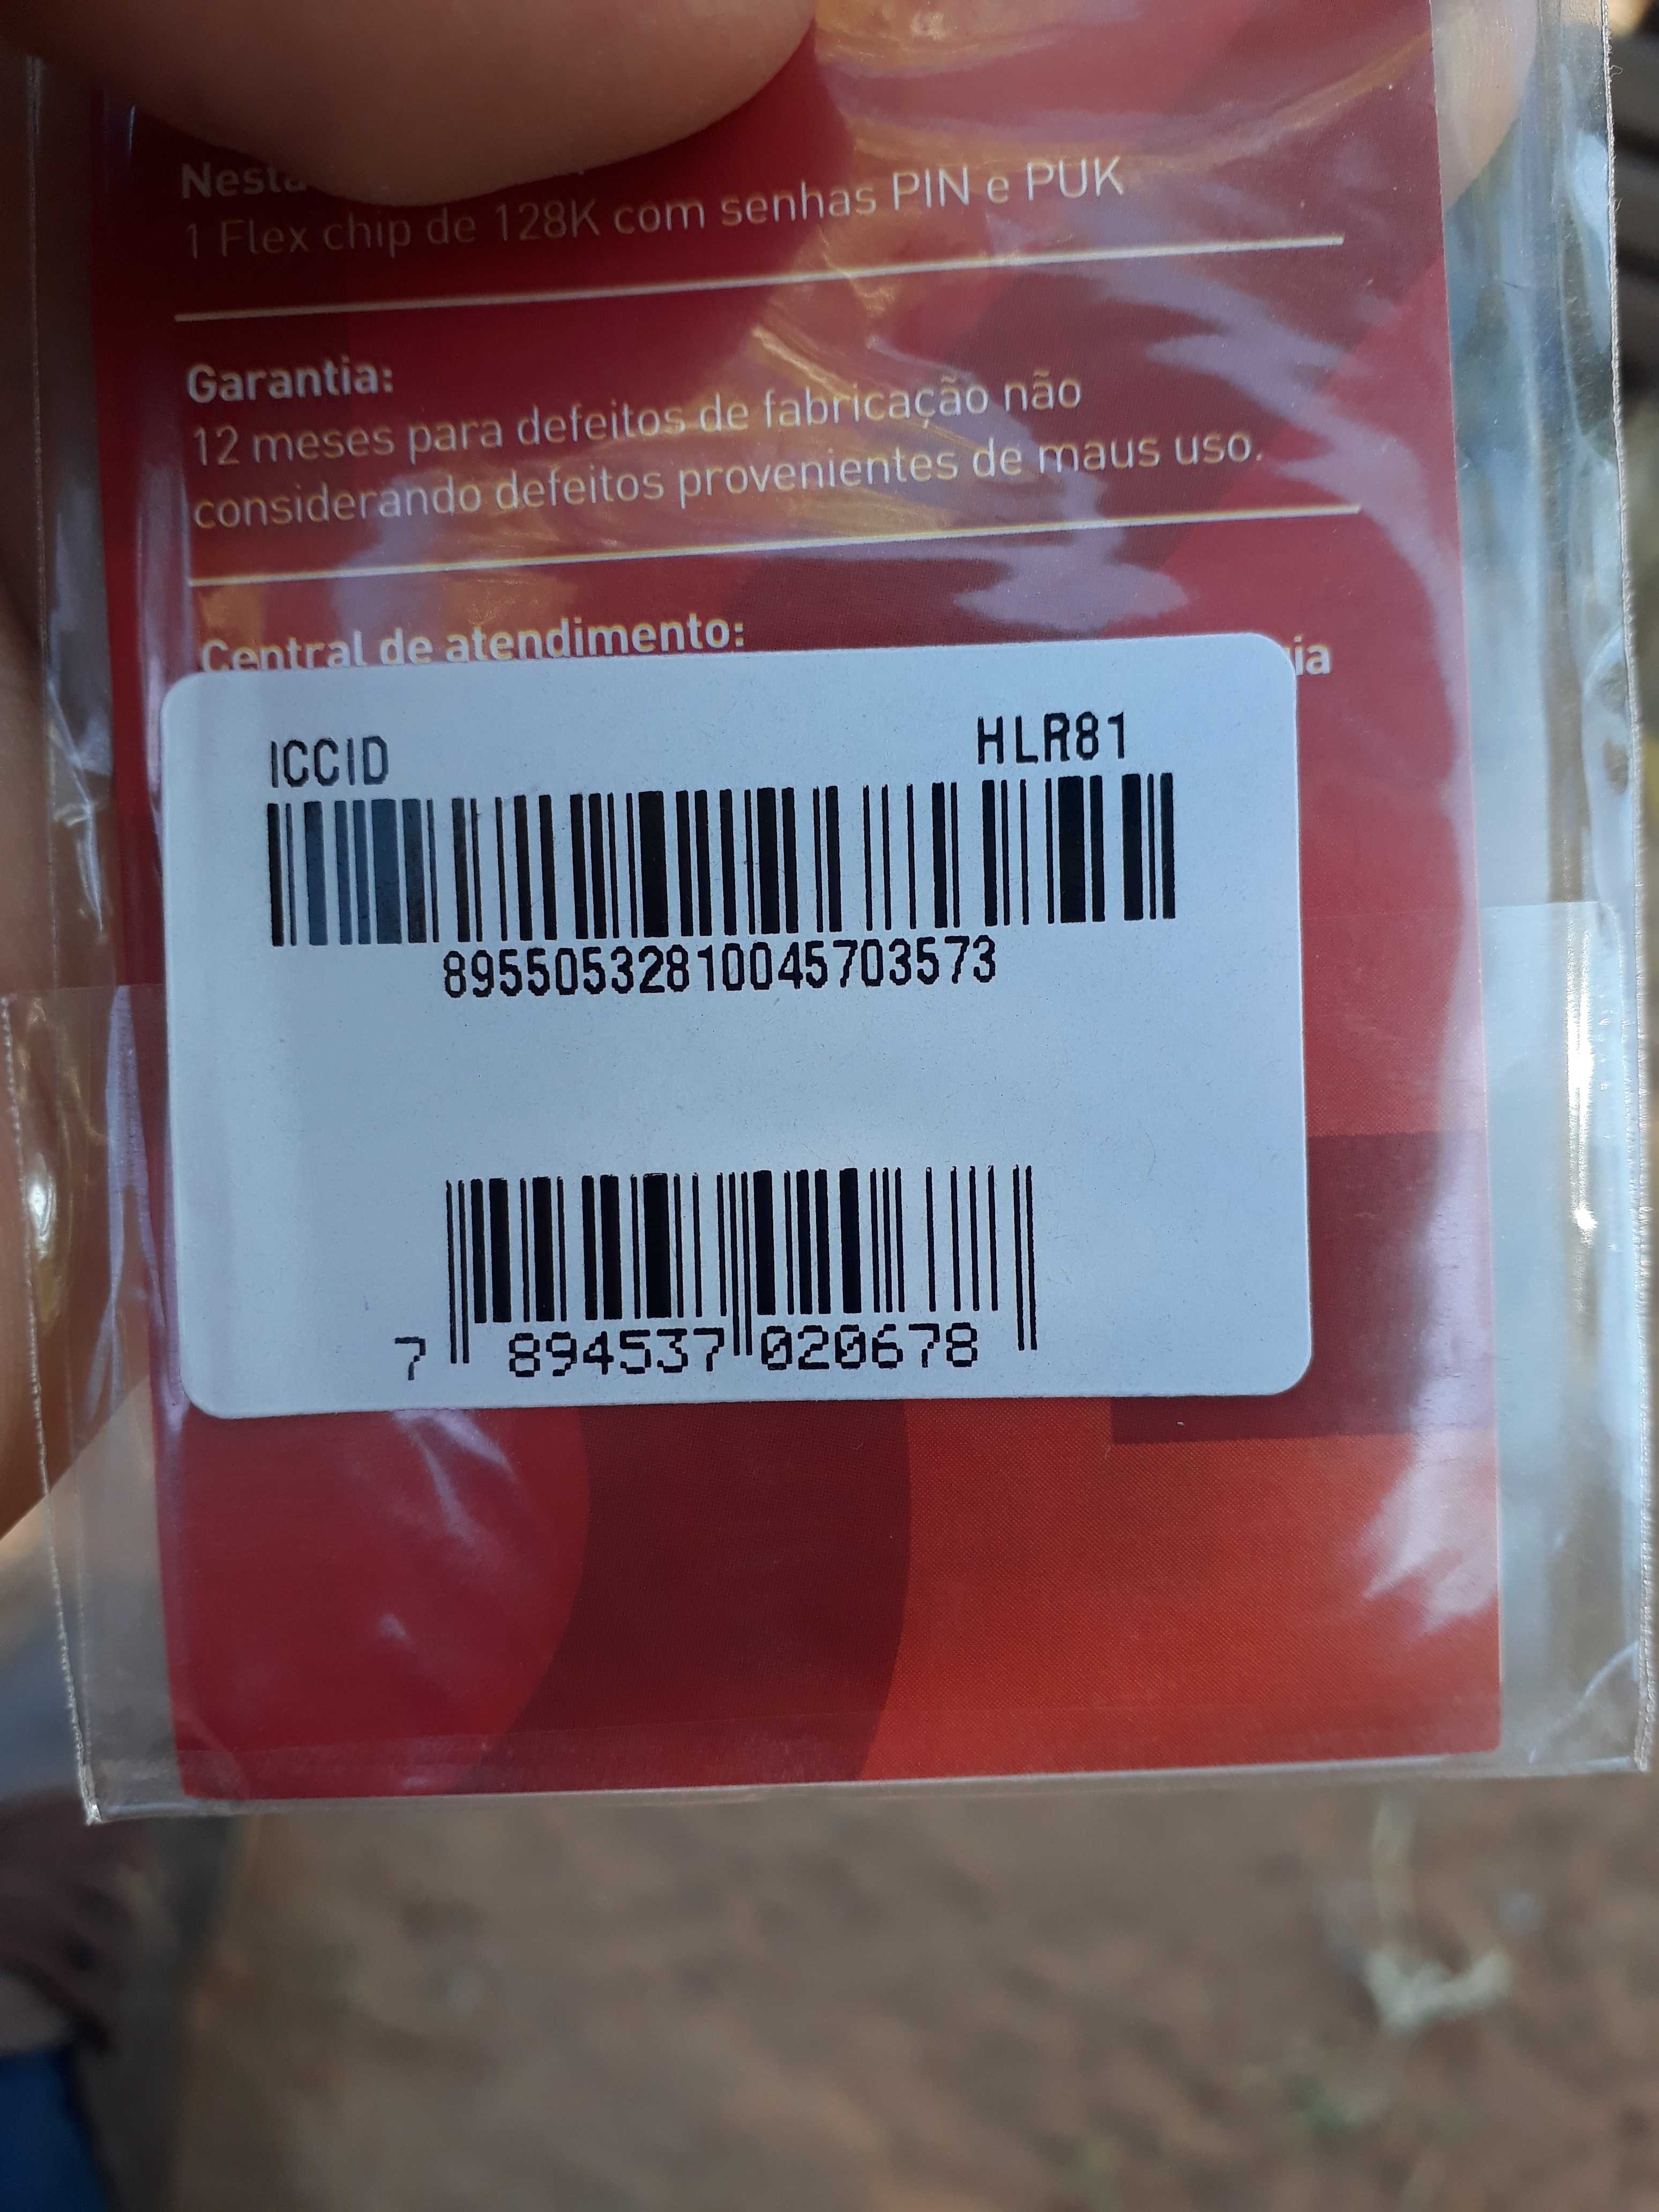 1 Flex chip de 128K com senhas PIN e PUK
Garantia:
12 meses para defeitos de fabricação não
considerando defeitos provenientes de maus uso.
Central de atendimento:
ICCID HLR81
89550532810045703573
7 894537 020678